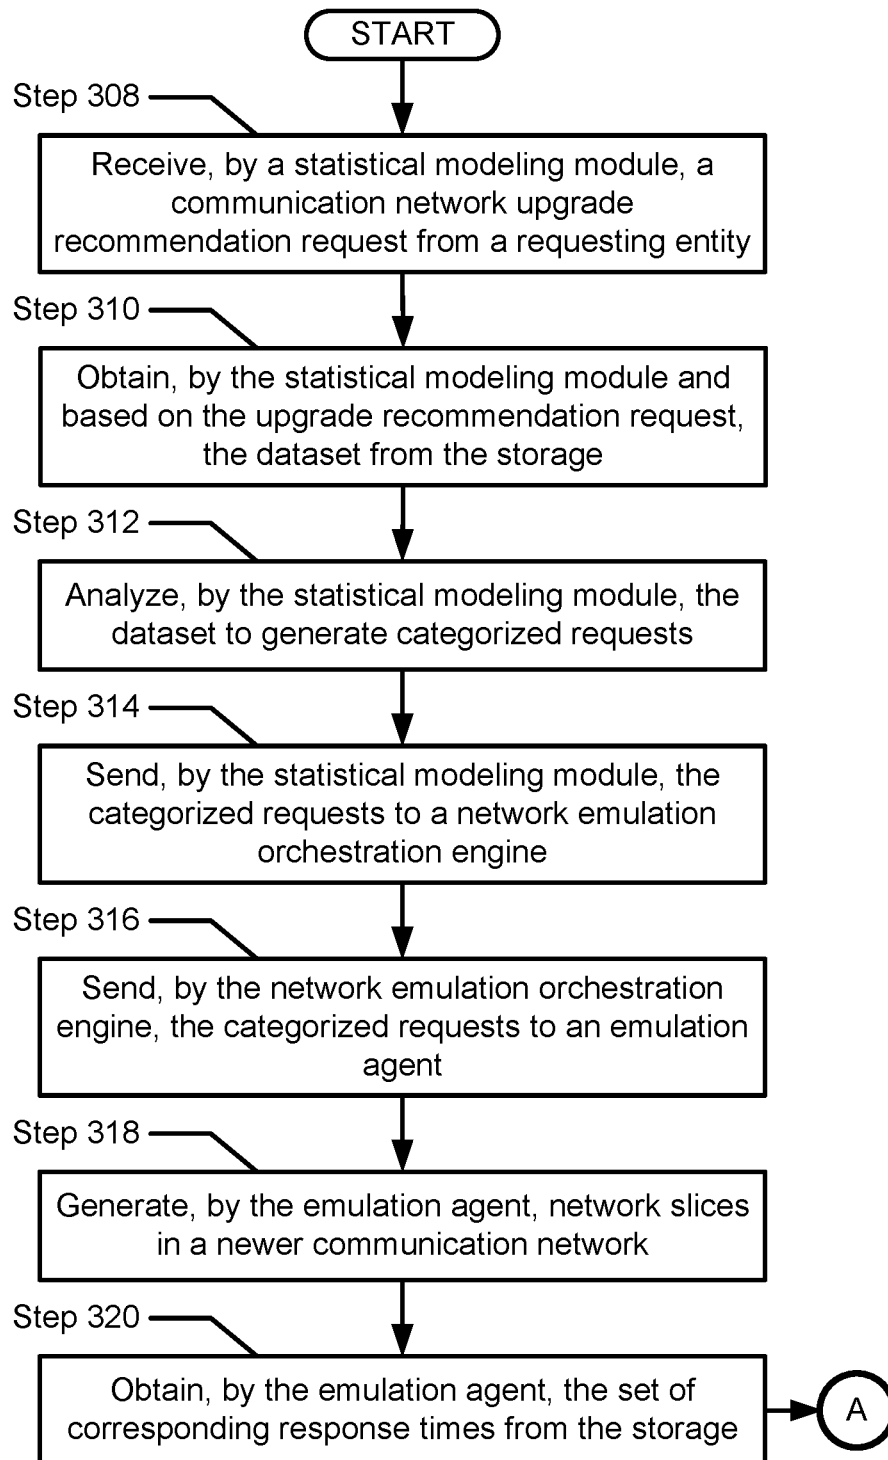 START
Step 308
Receive, by a statistical modeling module, a
communication network upgrade
recommendation request from a requesting entity
Step 310
Obtain, by the statistical modeling module and
based on the upgrade recommendation request,
the dataset from the storage
Step 312
Analyze, by the statistical modeling module, the
dataset to generate categorized requests
Step 314
Send, by the statistical modeling module, the
categorized requests to a network emulation
orchestration engine
Step 316
Send, by the network emulation orchestration
engine, the categorized requests to an emulation
agent
Step 318
Generate, by the emulation agent, network slices
in a newer communication network
Step 320
Obtain, by the emulation agent, the set of
corresponding response times from the storage
A